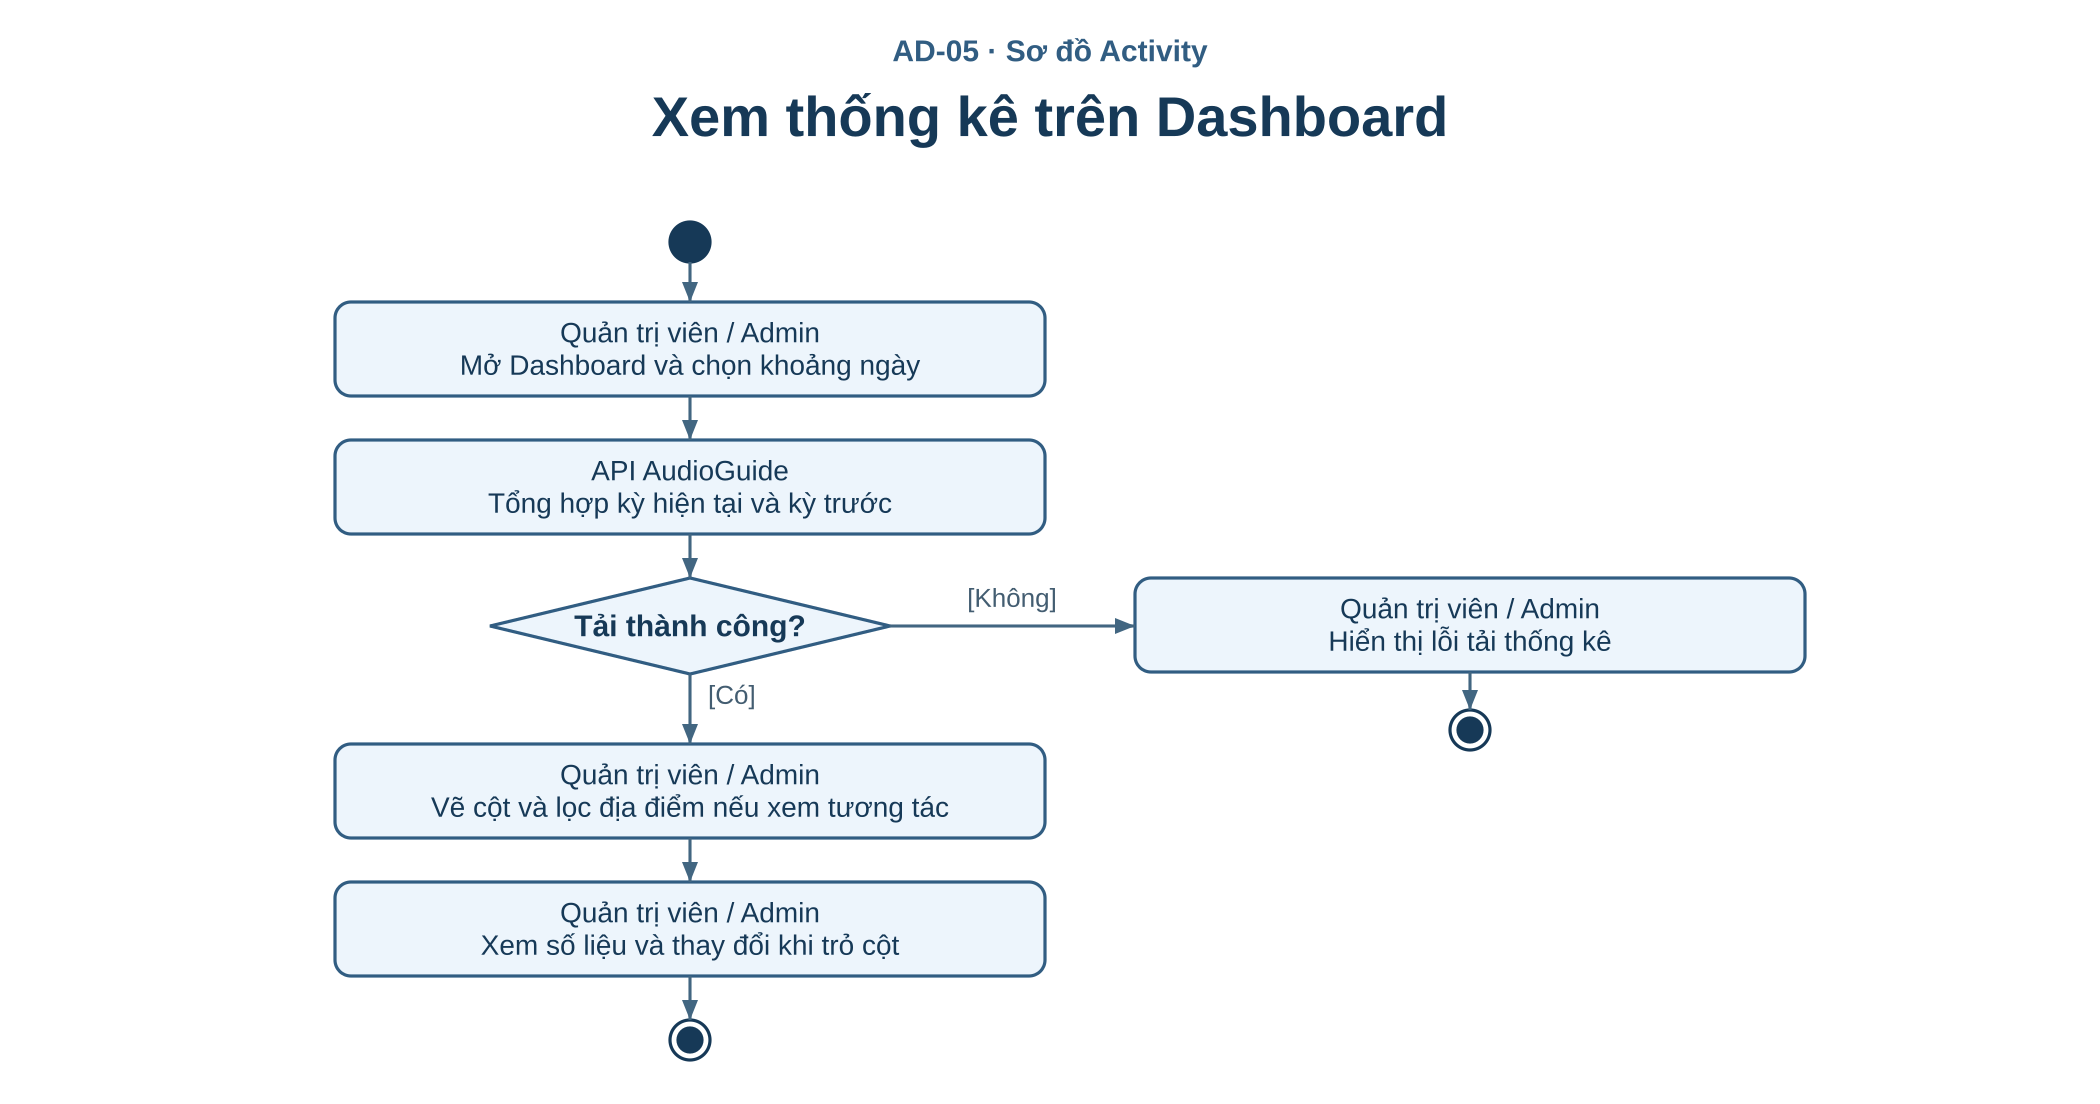 AD-05 · Sơ đồ Activity
Xem thống kê trên Dashboard
Quản trị viên / Admin
Mở Dashboard và chọn khoảng ngày
API AudioGuide
Tổng hợp kỳ hiện tại và kỳ trước
Tải thành công?
[Không]
Quản trị viên / Admin
Hiển thị lỗi tải thống kê
[Có]
Quản trị viên / Admin
Vẽ cột và lọc địa điểm nếu xem tương tác
Quản trị viên / Admin
Xem số liệu và thay đổi khi trỏ cột